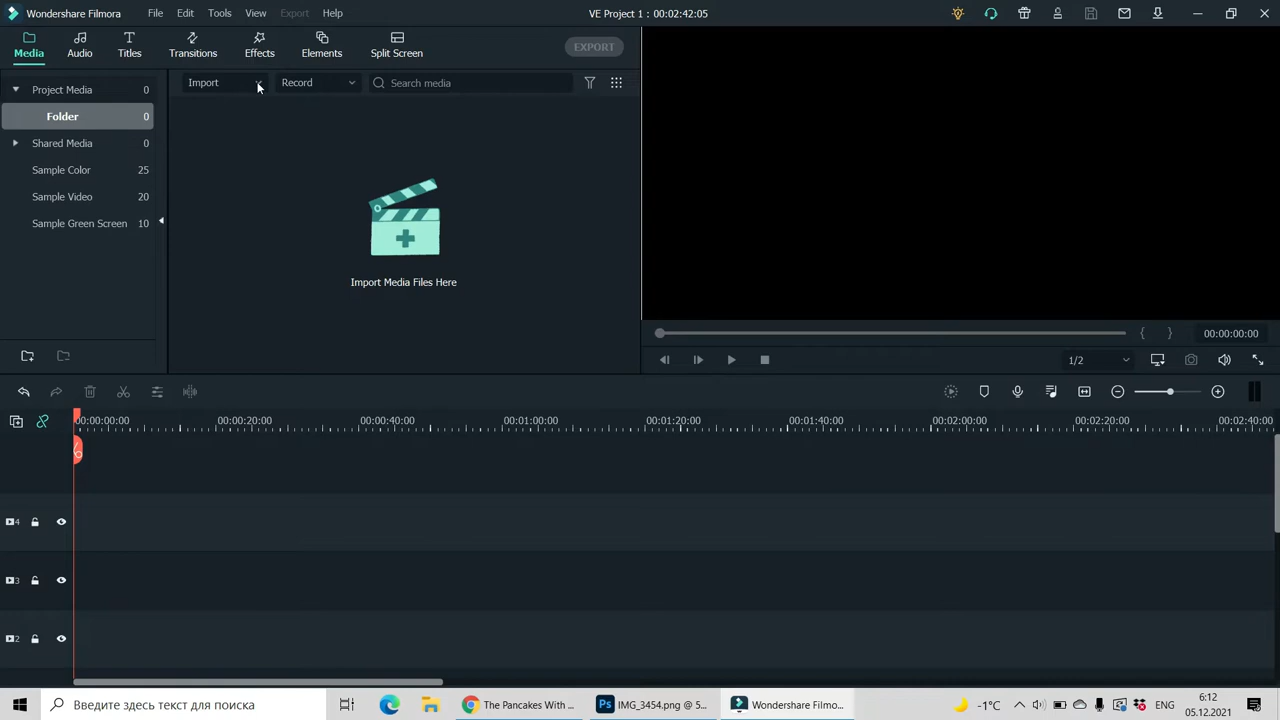 Wondershare Filmora File Edit Tools View Export Help VE Project 1 : 00:02:42:05
Media Audio Titles Transitions Effects Elements Split Screen EXPORT
Import Record Search media
Project Media 0
Folder 0
Shared Media 0
Sample Color 25
Sample Video 20
Sample Green Screen 10
Import Media Files Here
00:00:00:00
1/2
00:00:00:00 00:00:20:00 00:00:40:00 00:01:00:00 00:01:20:00 00:01:40:00 00:02:00:00 00:02:20:00 00:02:40:00
4
3
2
Введите здесь текст для поиска
The Pancakes With ...
Ps IMG_3454.png @ 5...
Wondershare Filmo...
-1°C
ENG
6:12
05.12.2021